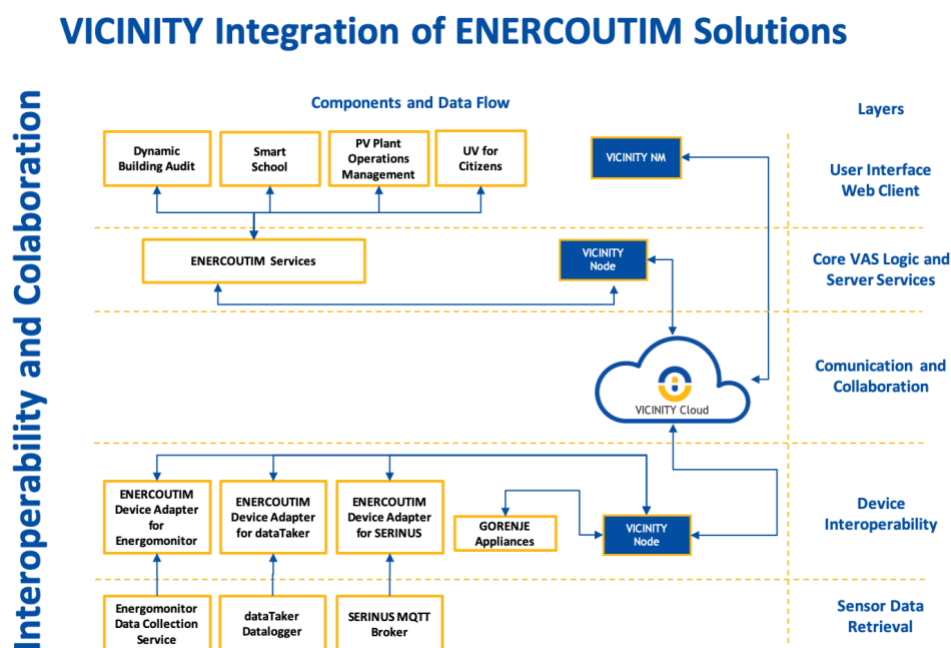 VICINITY Integration of ENERCOUTIM Solutions
Interoperability and Colaboration
Components and Data Flow
Layers
Dynamic
Building Audit
Smart
School
PV Plant
Operations
Management
UV for
Citizens
VICINITY NM
User Interface
Web Client
ENERCOUTIM Services
VICINITY
Node
Core VAS Logic and
Server Services
VICINITY Cloud
Comunication and
Collaboration
ENERCOUTIM
Device Adapter
for
Energomonitor
ENERCOUTIM
Device Adapter
for dataTaker
ENERCOUTIM
Device Adapter
for SERINUS
GORENJE
Appliances
VICINITY
Node
Device
Interoperability
Energomonitor
Data Collection
Service
dataTaker
Datalogger
SERINUS MQTT
Broker
Sensor Data
Retrieval